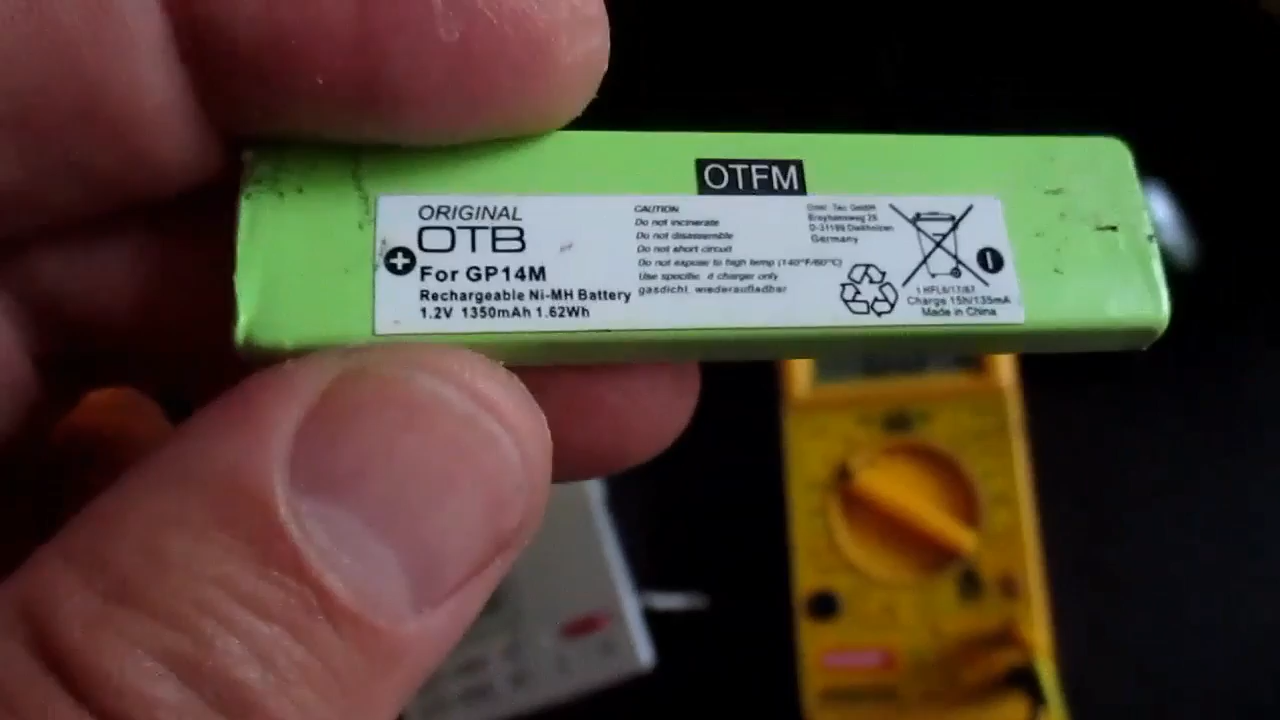 OTFM
ORIGINAL
OTB
For GP14M
Rechargeable Ni-MH Battery
1.2V 1350mAh 1.62Wh
CAUTION
Do not incinerate
Do not disassemble
Do not short circuit
Do not expose to high temp (140°F/60°C)
Use specific d charger only
gasdicht, wiederaufladbar
GmbH
Germany
Charge 15h/135mA
Made in China